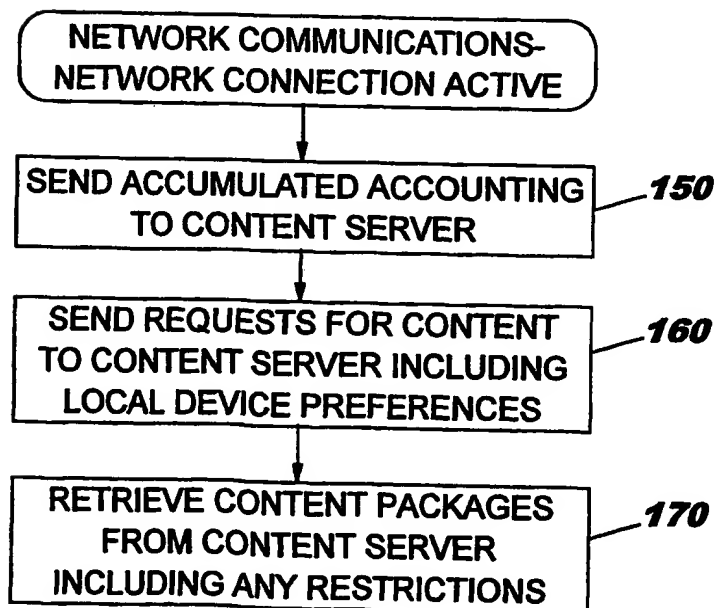 NETWORK COMMUNICATIONS-
NETWORK CONNECTION ACTIVE
SEND ACCUMULATED ACCOUNTING
TO CONTENT SERVER
150
SEND REQUESTS FOR CONTENT
TO CONTENT SERVER INCLUDING
LOCAL DEVICE PREFERENCES
160
RETRIEVE CONTENT PACKAGES
FROM CONTENT SERVER
INCLUDING ANY RESTRICTIONS
170